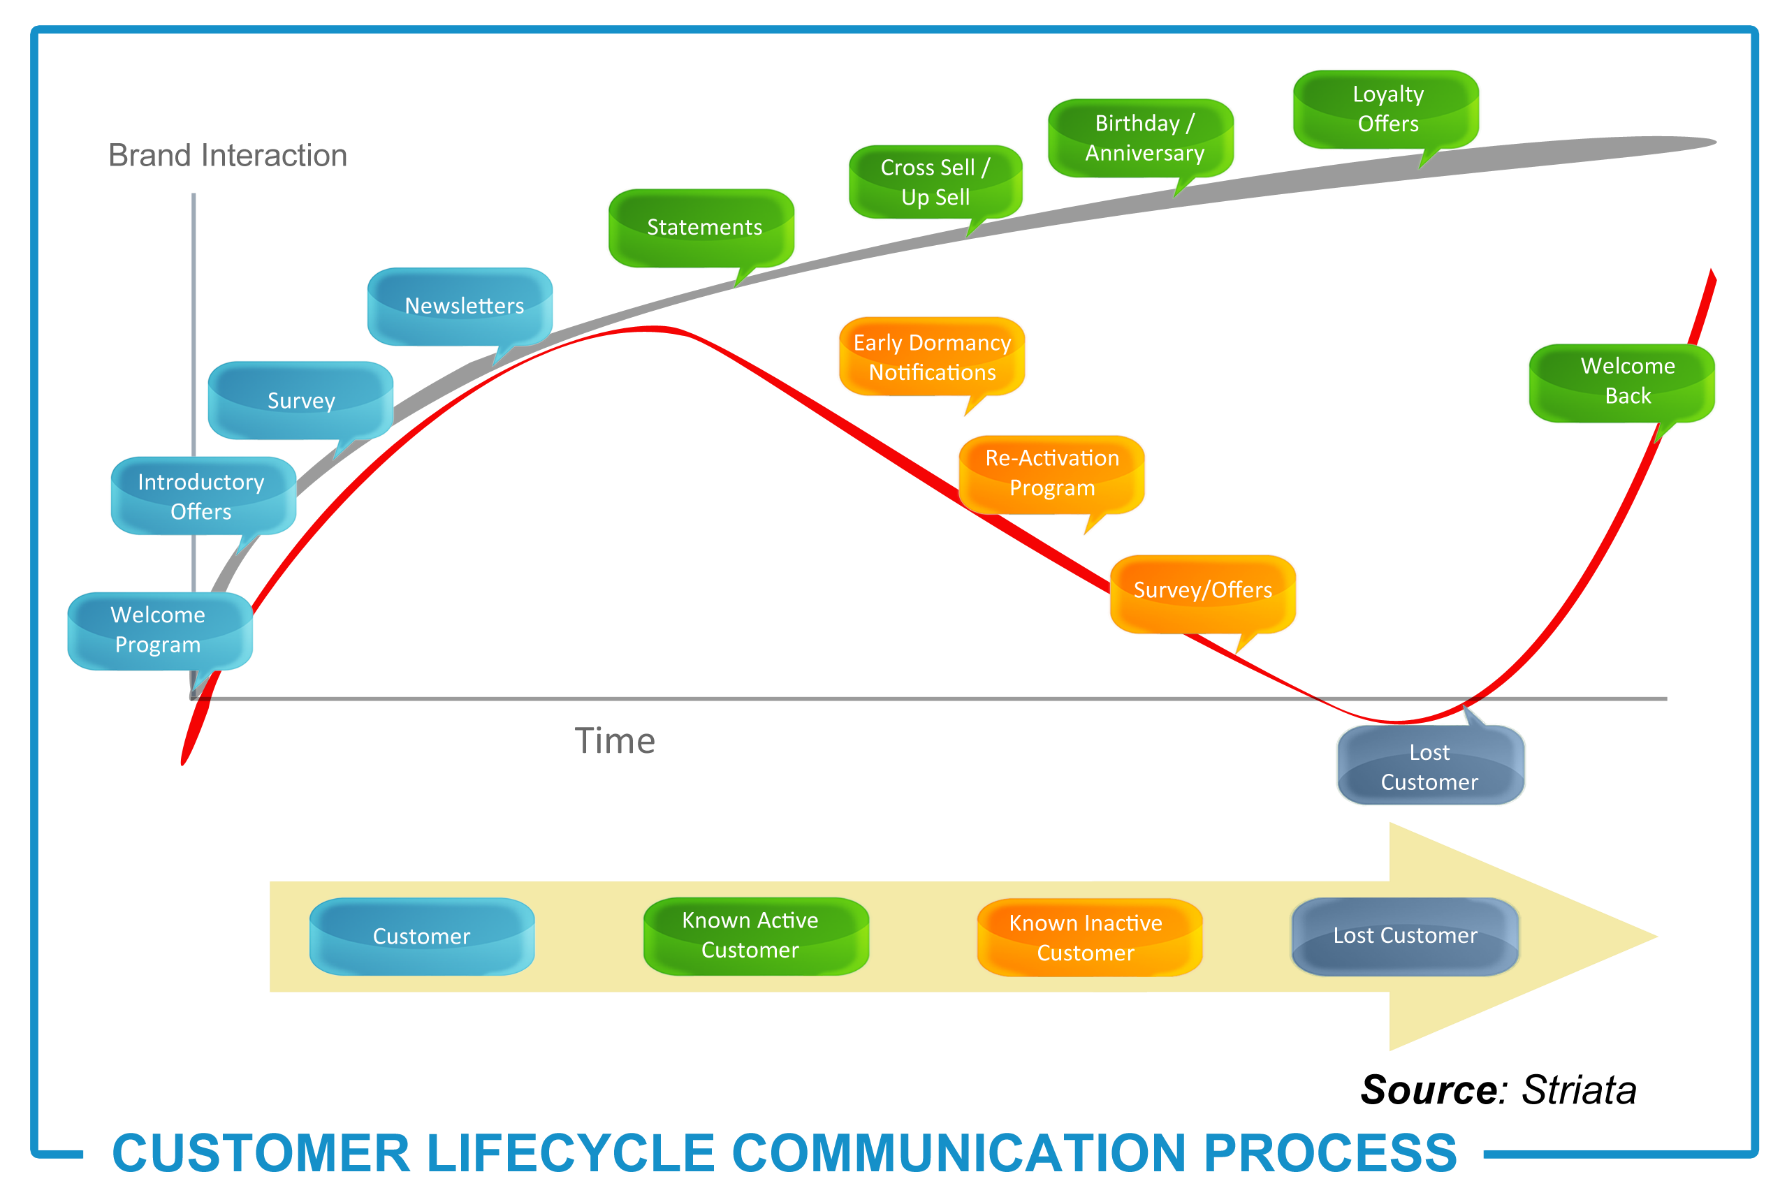 Brand Interaction
Loyalty
Offers
Birthday /
Anniversary
Cross Sell /
Up Sell
Statements
Newsletters
Survey
Introductory
Offers
Welcome
Program
Early Dormancy
Notifications
Re-Activation
Program
Survey/Offers
Welcome
Back
Time
Lost
Customer
Customer
Known Active
Customer
Known Inactive
Customer
Lost Customer
Source: Striata
CUSTOMER LIFECYCLE COMMUNICATION PROCESS